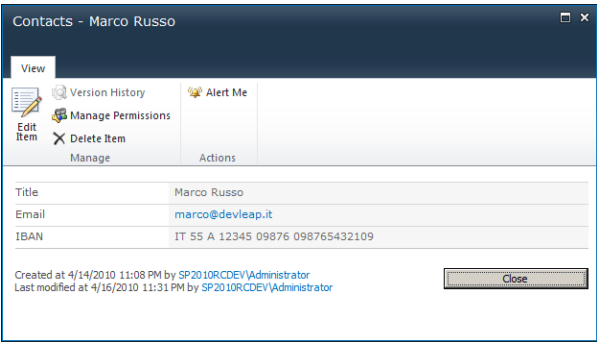 Contacts - Marco Russo
View
Edit Item
Version History
Manage Permissions
Delete Item
Manage
Alert Me
Actions
Title Marco Russo
Email marco@devleap.it
IBAN IT 55 A 12345 09876 098765432109
Created at 4/14/2010 11:08 PM by SP2010RCDEV\Administrator
Last modified at 4/16/2010 11:31 PM by SP2010RCDEV\Administrator
Close